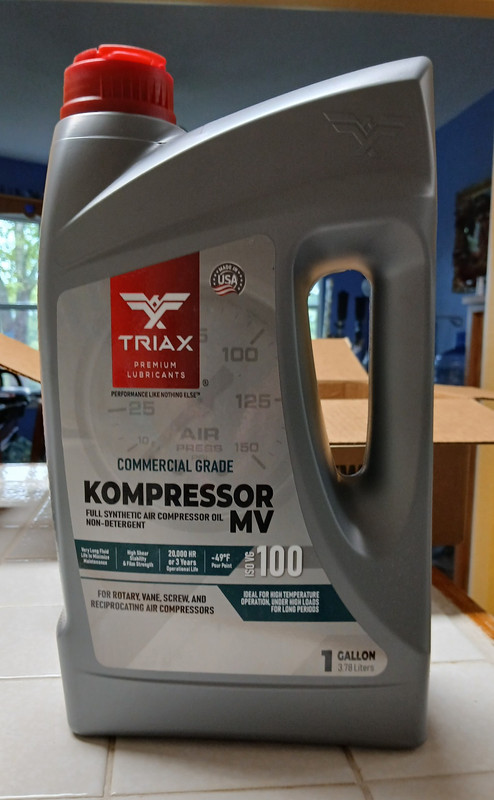 MADE IN
USA
TRIAX
PREMIUM
LUBRICANTS
®
PERFORMANCE LIKE NOTHING ELSE™
100
25
125
10
150
AIR
PRESS
COMMERCIAL GRADE
KOMPRESSOR
MV
FULL SYNTHETIC AIR COMPRESSOR OIL
NON-DETERGENT
Very Long Fluid
Life to Minimize
Maintenance
High Shear
Stability
& Film Strength
20,000 HR
or 3 Years
Operational Life
-49°F
Pour Point
ISO VG
100
FOR ROTARY, VANE, SCREW, AND
RECIPROCATING AIR COMPRESSORS
IDEAL FOR HIGH TEMPERATURE
OPERATION, UNDER HIGH LOADS
FOR LONG PERIODS
1 GALLON
3.78 Liters